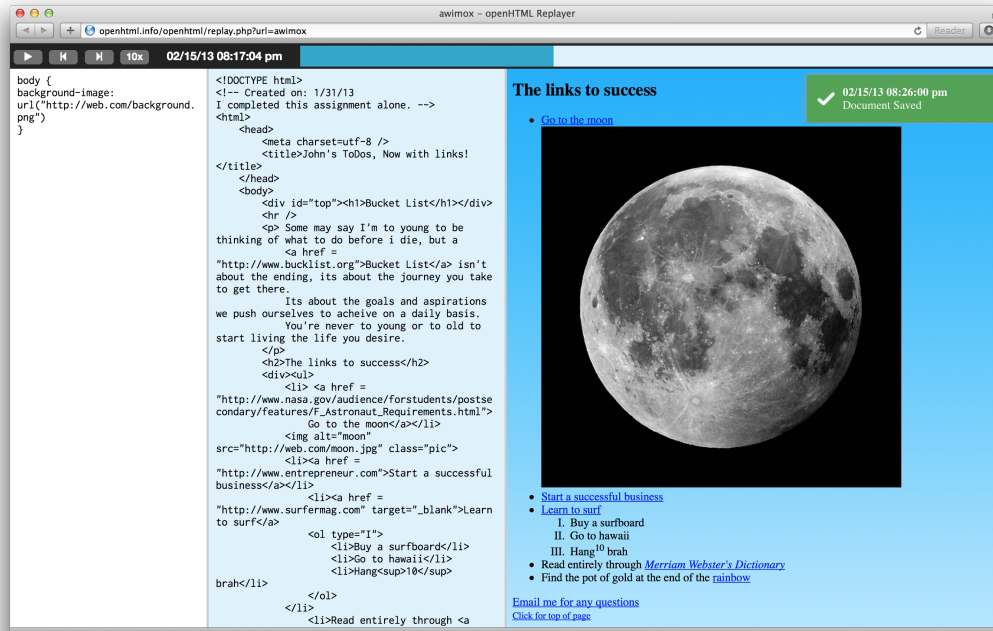 awimox – openHTML Replayer
openhtml.info/openhtml/replay.php?url=awimox
Reader
10x
02/15/13 08:17:04 pm
body {
background-image:
url("http://web.com/background.
png")
}
<!DOCTYPE html>
<!-- Created on: 1/31/13
I completed this assignment alone. -->
<html>
<head>
<meta charset=utf-8 />
<title>John's ToDos, Now with links!
</title>
</head>
<body>
<div id="top"><h1>Bucket List</h1></div>
<hr />
<p> Some may say I'm to young to be
thinking of what to do before i die, but a
<a href =
"http://www.bucklist.org">Bucket List</a> isn't
about the ending, its about the journey you take
to get there.
Its about the goals and aspirations
we push ourselves to acheive on a daily basis.
You're never to young or to old to
start living the life you desire.
</p>
<h2>The links to success</h2>
<div><ul>
<li> <a href =
"http://www.nasa.gov/audience/forstudents/postse
condary/features/F_Astronaut_Requirements.html">
Go to the moon</a></li>
<img alt="moon"
src="http://web.com/moon.jpg" class="pic">
<li><a href =
"http://www.entrepreneur.com">Start a successful
business</a></li>
<li><a href =
"http://www.surfermag.com" target="_blank">Learn
to surf</a>
<ol type="I">
<li>Buy a surfboard</li>
<li>Go to hawaii</li>
<li>Hang<sup>10</sup>
brah</li>
</ol>
</li>
<li>Read entirely through <a
The links to success
02/15/13 08:26:00 pm
Document Saved
• Go to the moon
• Start a successful business
• Learn to surf
I. Buy a surfboard
II. Go to hawaii
III. Hang10 brah
• Read entirely through Merriam Webster's Dictionary
• Find the pot of gold at the end of the rainbow
Email me for any questions
Click for top of page